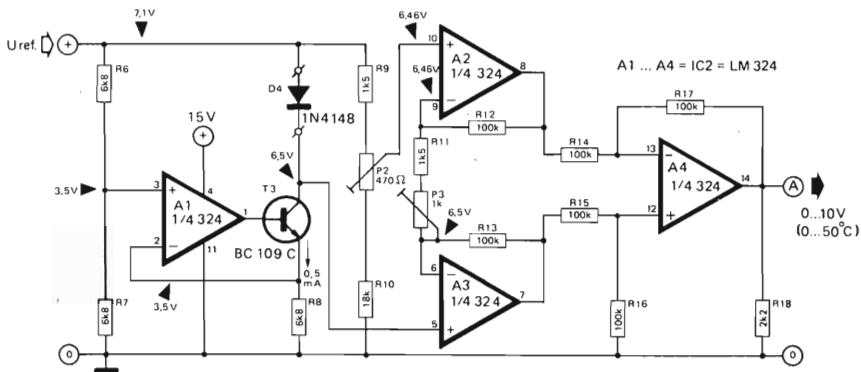 7,1V
U ref.
+
R6
6k8
3,5V
R7
6k8
0
15V
+
3
+
A1
1/4 324
4
1
2
−
11
3,5V
D4
1N4148
6,5V
T3
BC 109 C
0,5
mA
R8
6k8
R9
1k5
P2
470 Ω
R10
18k
6,46V
10
+
A2
1/4 324
8
6,46V
−
9
R12
100k
R11
1k5
P3
1k
6,5V
R13
100k
6
−
A3
1/4 324
7
5
+
A1 ... A4 = IC2 = LM 324
R17
100k
R14
100k
13
−
A4
1/4 324
14
R15
100k
12
+
R16
100k
R18
2k2
A
0...10V
(0...50°C)
0